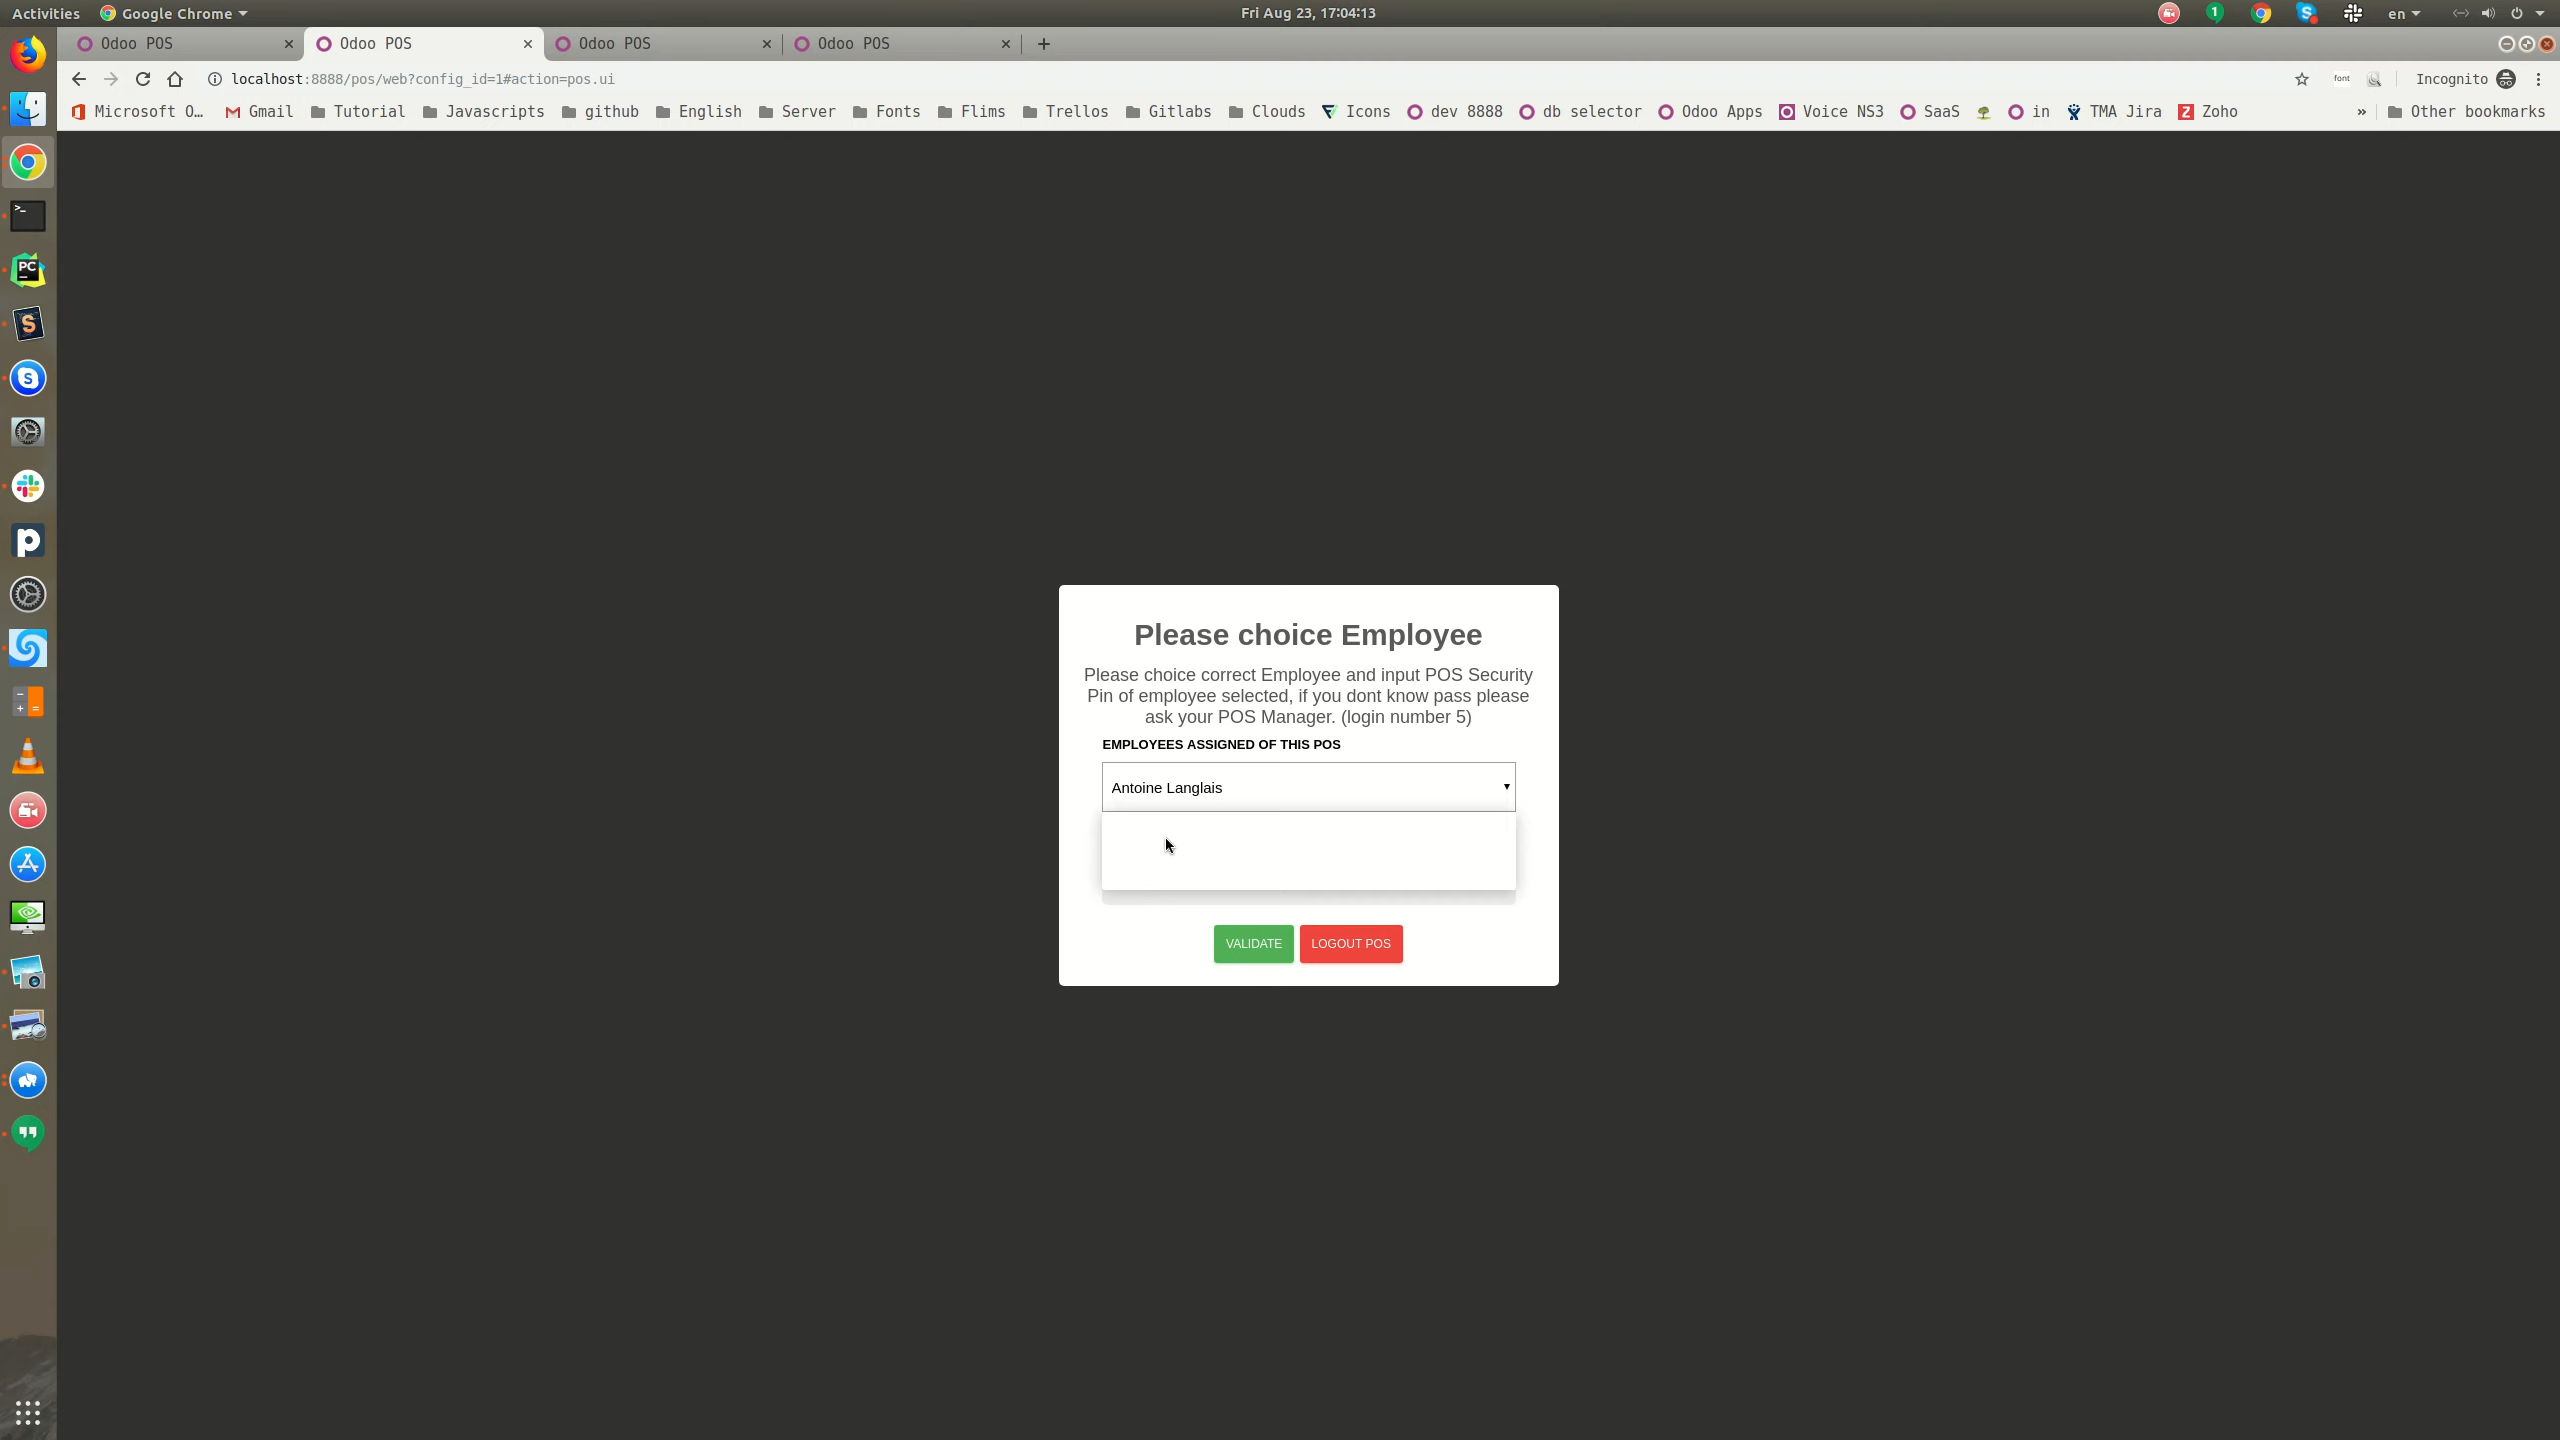 Activities Google Chrome Fri Aug 23, 17:04:13 1 en
Odoo POS Odoo POS Odoo POS Odoo POS
localhost:8888/pos/web?config_id=1#action=pos.ui font Incognito
Microsoft O… Gmail Tutorial Javascripts github English Server Fonts Flims Trellos Gitlabs Clouds Icons dev 8888 db selector Odoo Apps Voice NS3 SaaS in TMA Jira Zoho » Other bookmarks
Please choice Employee
Please choice correct Employee and input POS Security
Pin of employee selected, if you dont know pass please
ask your POS Manager. (login number 5)
EMPLOYEES ASSIGNED OF THIS POS
Antoine Langlais
VALIDATE LOGOUT POS